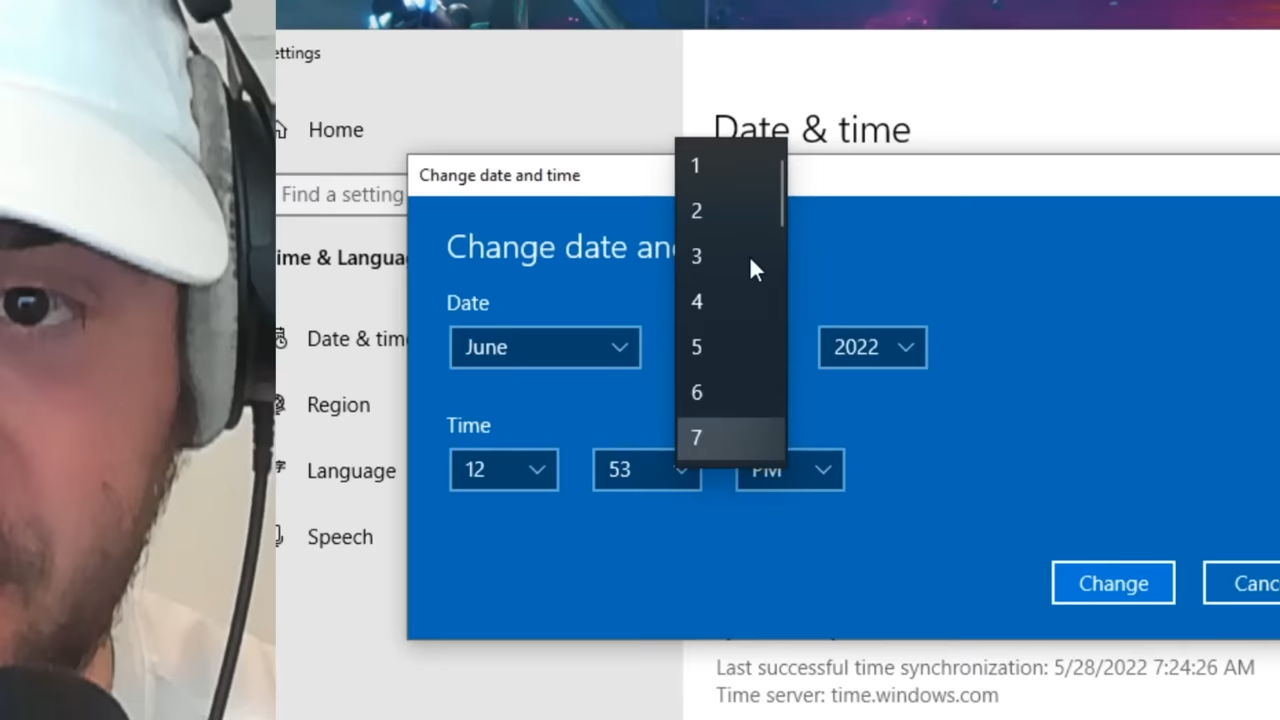 ettings
Home
Find a setting
ime & Langua
Date & tim
Region
Language
Speech
Date & time
Change date and time
Change date an
Date
June
2022
1
2
3
4
5
6
7
Time
12
53
PM
Change
Canc
Last successful time synchronization: 5/28/2022 7:24:26 AM
Time server: time.windows.com